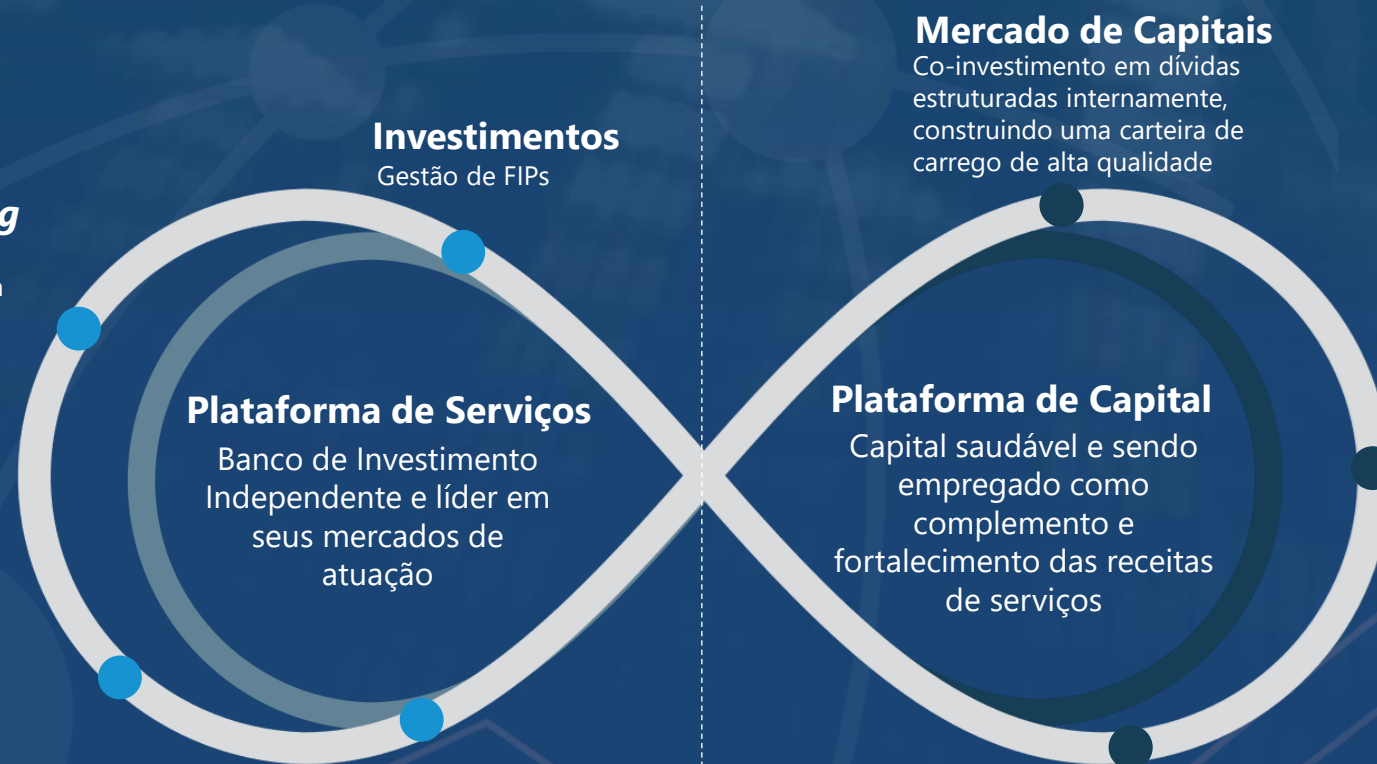 Investimentos
Gestão de FIPs
Plataforma de Serviços
Banco de Investimento
Independente e líder em
seus mercados de
atuação
Mercado de Capitais
Co-investimento em dívidas
estruturadas internamente,
construindo uma carteira de
carrego de alta qualidade
Plataforma de Capital
Capital saudável e sendo
empregado como
complemento e
fortalecimento das receitas
de serviços